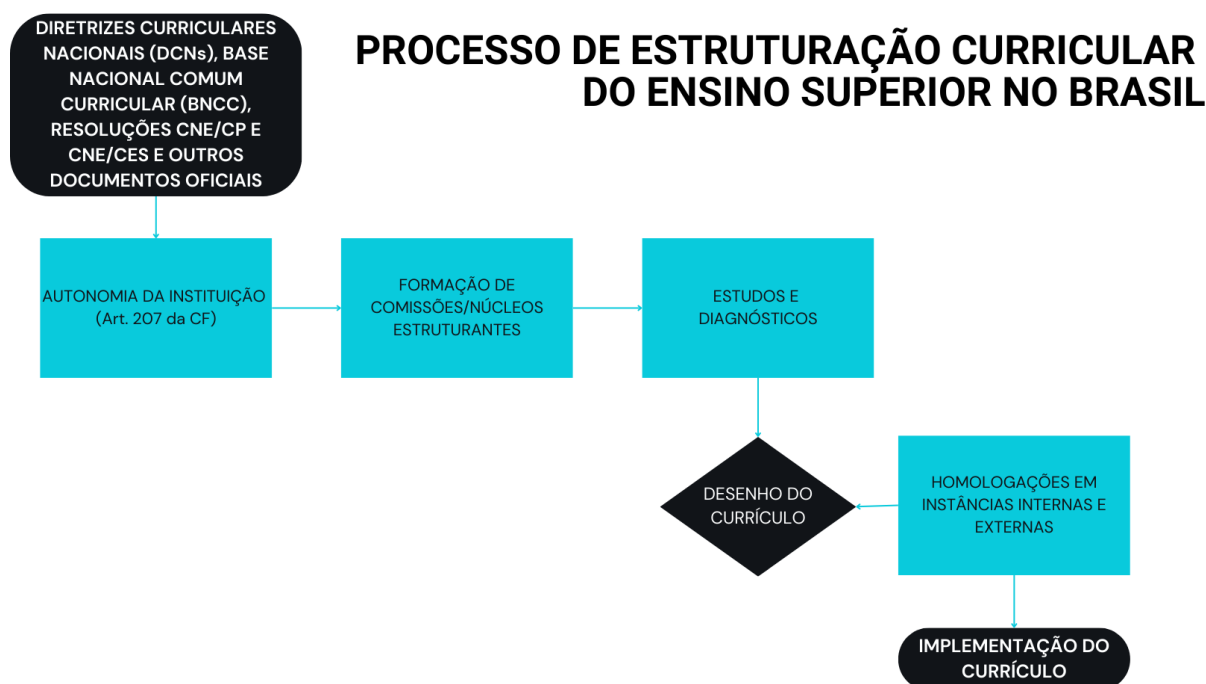 DIRETRIZES CURRICULARES
NACIONAIS (DCNs), BASE
NACIONAL COMUM
CURRICULAR (BNCC),
RESOLUÇÕES CNE/CP E
CNE/CES E OUTROS
DOCUMENTOS OFICIAIS
PROCESSO DE ESTRUTURAÇÃO CURRICULAR
DO ENSINO SUPERIOR NO BRASIL
AUTONOMIA DA INSTITUIÇÃO
(Art. 207 da CF)
FORMAÇÃO DE
COMISSÕES/NÚCLEOS
ESTRUTURANTES
ESTUDOS E
DIAGNÓSTICOS
DESENHO DO
CURRÍCULO
HOMOLOGAÇÕES EM
INSTÂNCIAS INTERNAS E
EXTERNAS
IMPLEMENTAÇÃO DO
CURRÍCULO